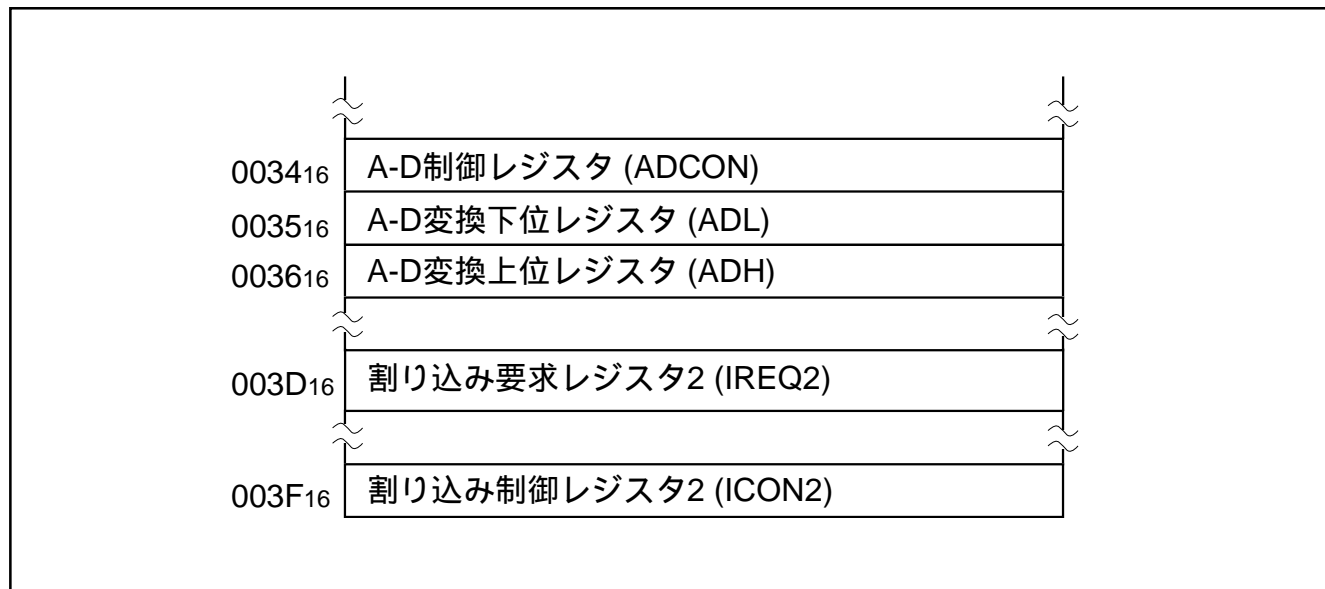 0034₁₆ A-D制御レジスタ (ADCON)
0035₁₆ A-D変換下位レジスタ (ADL)
0036₁₆ A-D変換上位レジスタ (ADH)
003D₁₆ 割り込み要求レジスタ2 (IREQ2)
003F₁₆ 割り込み制御レジスタ2 (ICON2)